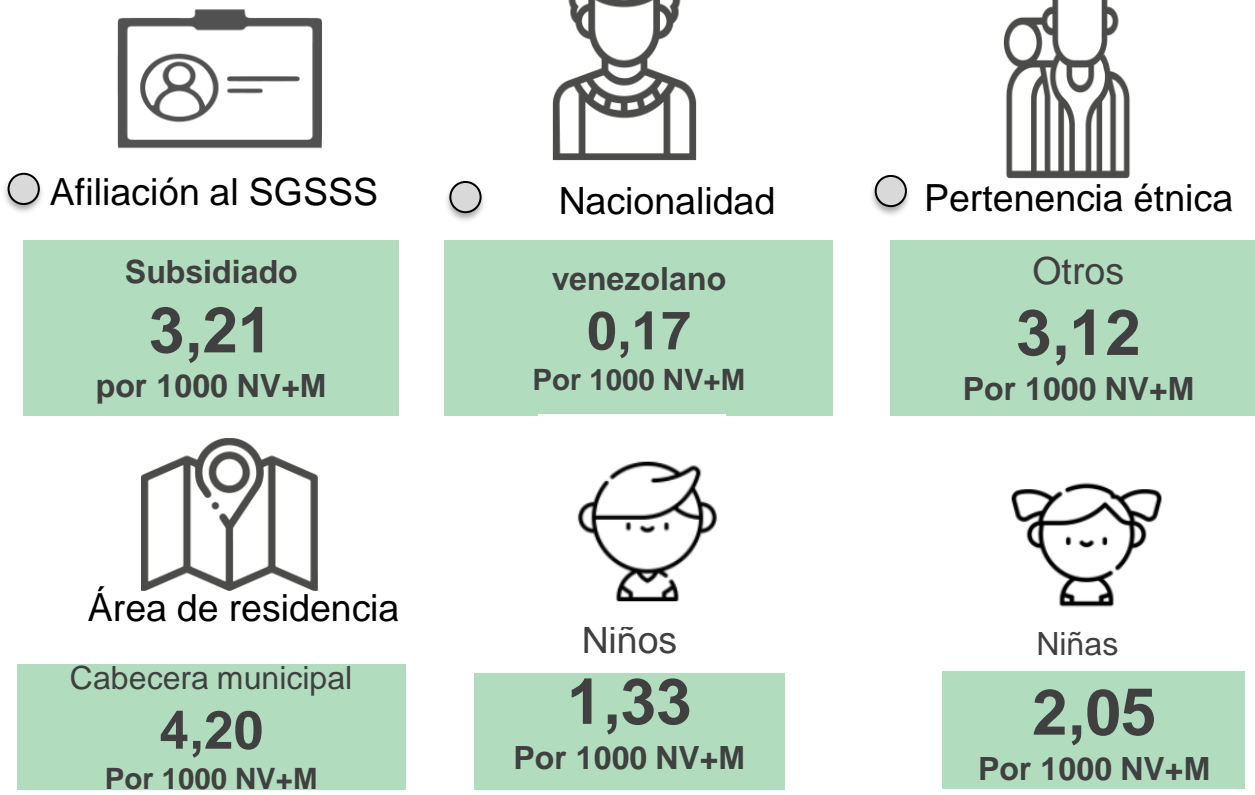 Afiliación al SGSSS
Subsidiado
3,21
por 1000 NV+M
Nacionalidad
venezolano
0,17
Por 1000 NV+M
Pertenencia étnica
Otros
3,12
Por 1000 NV+M
Área de residencia
Cabecera municipal
4,20
Por 1000 NV+M
Niños
1,33
Por 1000 NV+M
Niñas
2,05
Por 1000 NV+M